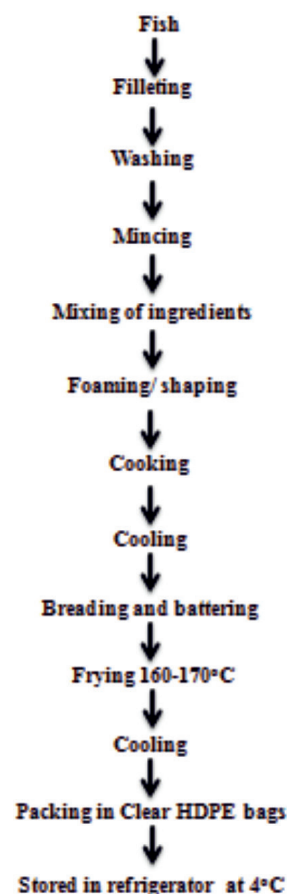 Fish
Filleting
Washing
Mincing
Mixing of ingredients
Foaming/ shaping
Cooking
Cooling
Breading and battering
Frying 160-170°C
Cooling
Packing in Clear HDPE bags
Stored in refrigerator at 4°C